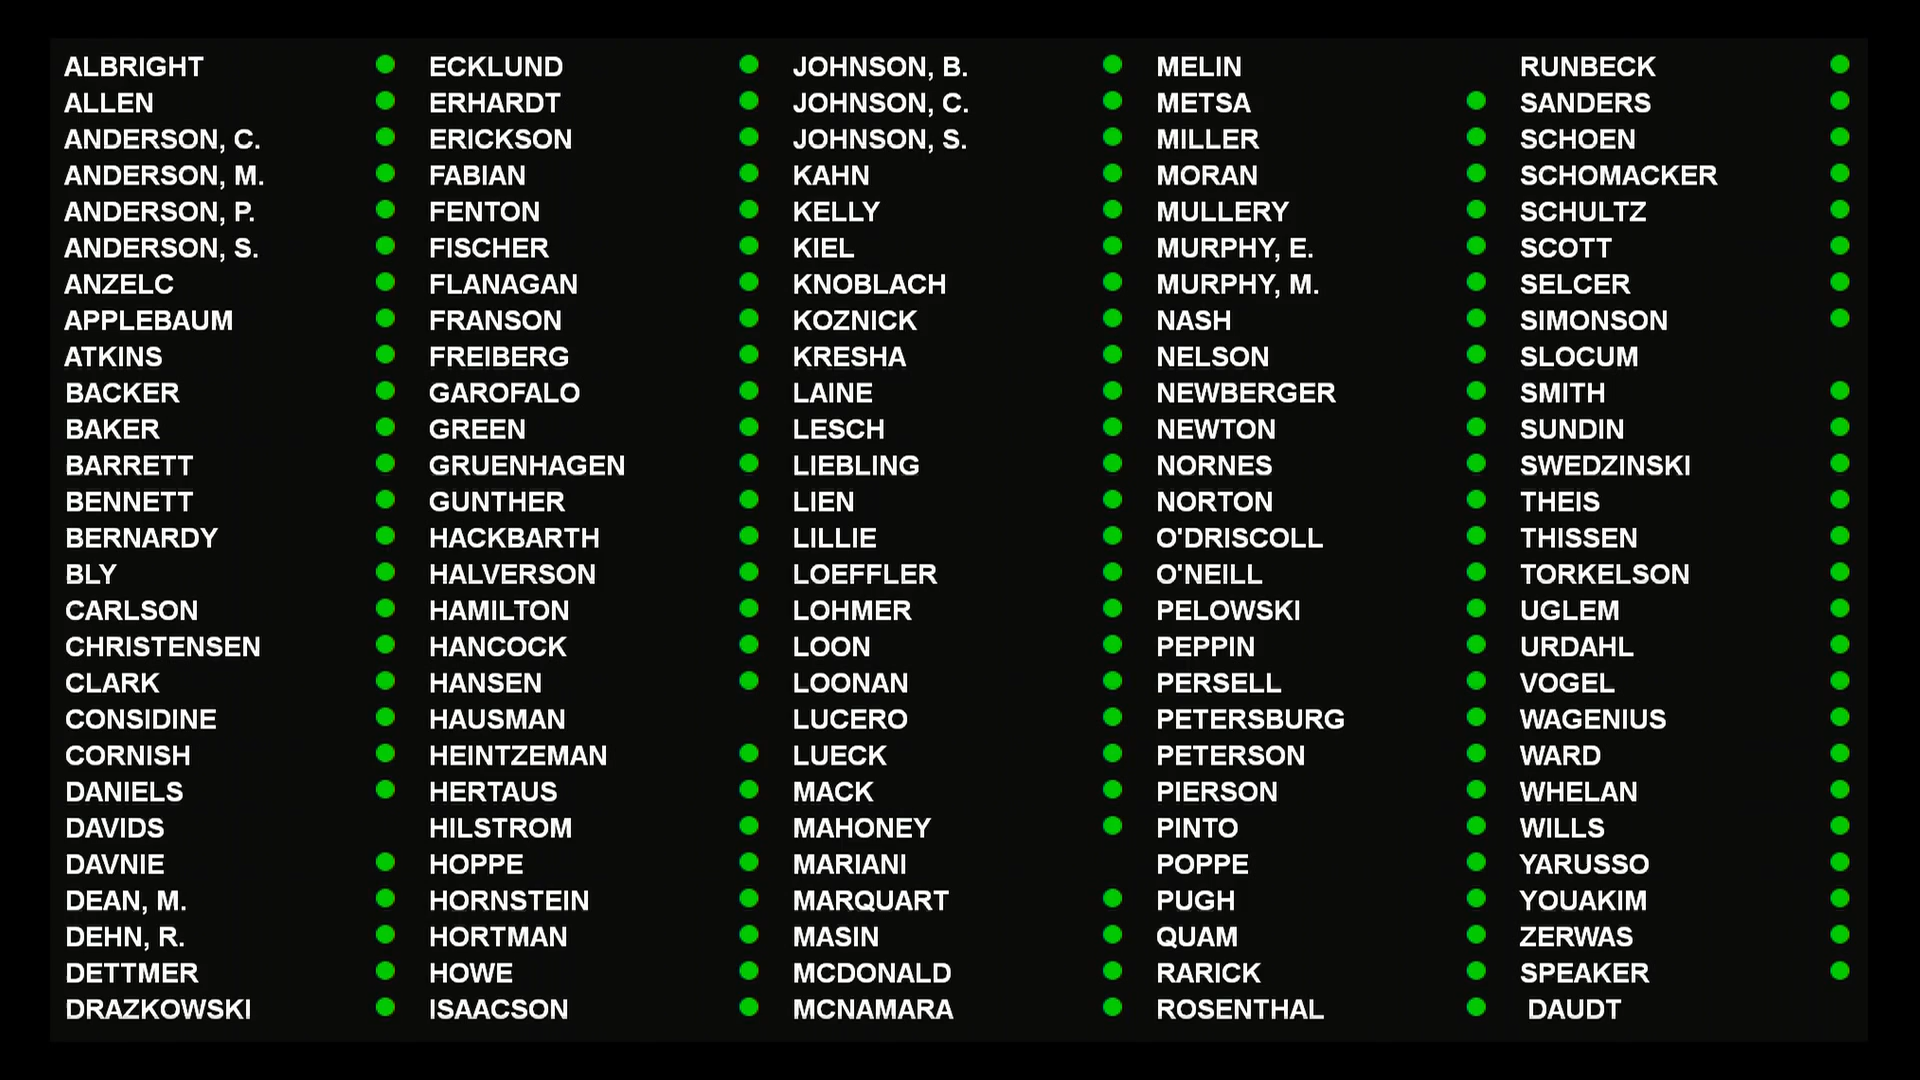 ALBRIGHT
ALLEN
ANDERSON, C.
ANDERSON, M.
ANDERSON, P.
ANDERSON, S.
ANZELC
APPLEBAUM
ATKINS
BACKER
BAKER
BARRETT
BENNETT
BERNARDY
BLY
CARLSON
CHRISTENSEN
CLARK
CONSIDINE
CORNISH
DANIELS
DAVIDS
DAVNIE
DEAN, M.
DEHN, R.
DETTMER
DRAZKOWSKI
ECKLUND
ERHARDT
ERICKSON
FABIAN
FENTON
FISCHER
FLANAGAN
FRANSON
FREIBERG
GAROFALO
GREEN
GRUENHAGEN
GUNTHER
HACKBARTH
HALVERSON
HAMILTON
HANCOCK
HANSEN
HAUSMAN
HEINTZEMAN
HERTAUS
HILSTROM
HOPPE
HORNSTEIN
HORTMAN
HOWE
ISAACSON
JOHNSON, B.
JOHNSON, C.
JOHNSON, S.
KAHN
KELLY
KIEL
KNOBLACH
KOZNICK
KRESHA
LAINE
LESCH
LIEBLING
LIEN
LILLIE
LOEFFLER
LOHMER
LOON
LOONAN
LUCERO
LUECK
MACK
MAHONEY
MARIANI
MARQUART
MASIN
MCDONALD
MCNAMARA
MELIN
METSA
MILLER
MORAN
MULLERY
MURPHY, E.
MURPHY, M.
NASH
NELSON
NEWBERGER
NEWTON
NORNES
NORTON
O'DRISCOLL
O'NEILL
PELOWSKI
PEPPIN
PERSELL
PETERSBURG
PETERSON
PIERSON
PINTO
POPPE
PUGH
QUAM
RARICK
ROSENTHAL
RUNBECK
SANDERS
SCHOEN
SCHOMACKER
SCHULTZ
SCOTT
SELCER
SIMONSON
SLOCUM
SMITH
SUNDIN
SWEDZINSKI
THEIS
THISSEN
TORKELSON
UGLEM
URDAHL
VOGEL
WAGENIUS
WARD
WHELAN
WILLS
YARUSSO
YOUAKIM
ZERWAS
SPEAKER
DAUDT